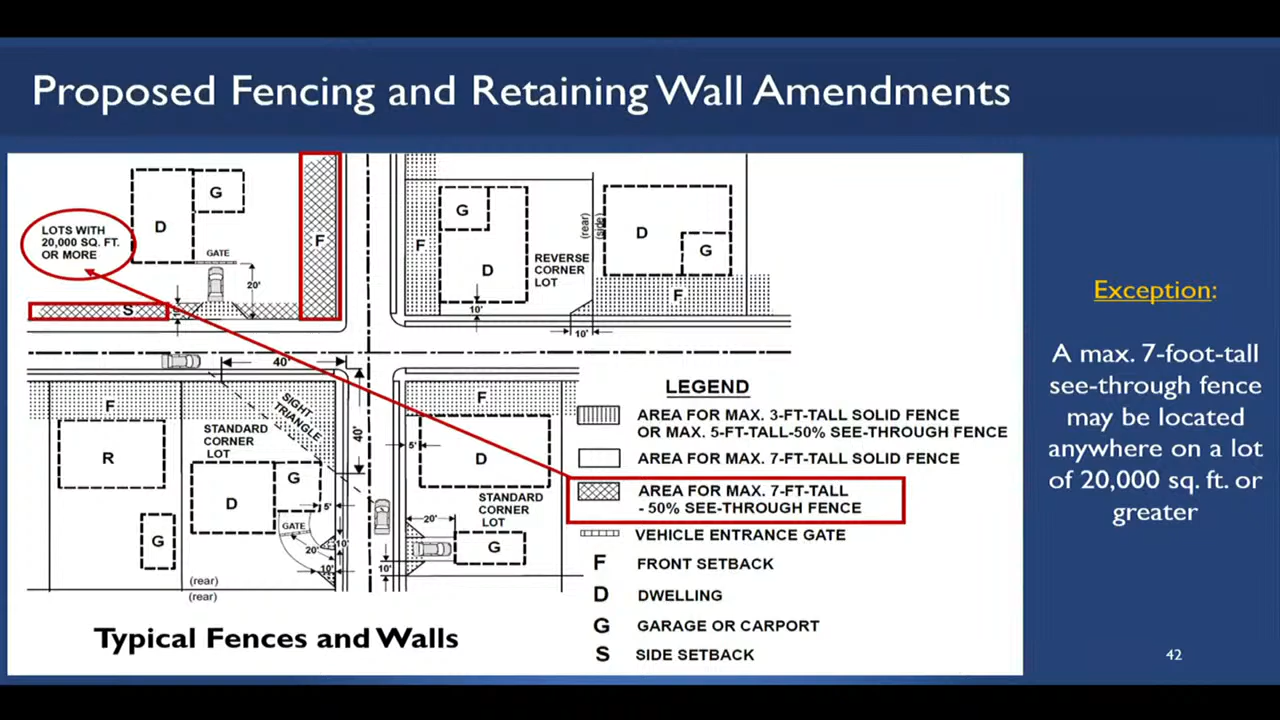 Proposed Fencing and Retaining Wall Amendments
LOTS WITH
20,000 SQ. FT.
OR MORE
G
D
GATE
20'
F
S
10'
G
F
D
REVERSE
CORNER
LOT
10'
(rear)
(side)
D
G
F
10'
40'
F
SIGHT
TRIANGLE
40'
STANDARD
CORNER
LOT
R
G
D
5'
GATE
20'
10'
10'
G
(rear)
(rear)
F
5'
D
STANDARD
CORNER
LOT
20'
G
10'
Typical Fences and Walls
LEGEND
AREA FOR MAX. 3-FT-TALL SOLID FENCE
OR MAX. 5-FT-TALL-50% SEE-THROUGH FENCE
AREA FOR MAX. 7-FT-TALL SOLID FENCE
AREA FOR MAX. 7-FT-TALL
- 50% SEE-THROUGH FENCE
VEHICLE ENTRANCE GATE
F FRONT SETBACK
D DWELLING
G GARAGE OR CARPORT
S SIDE SETBACK
Exception:
A max. 7-foot-tall
see-through fence
may be located
anywhere on a lot
of 20,000 sq. ft. or
greater
42